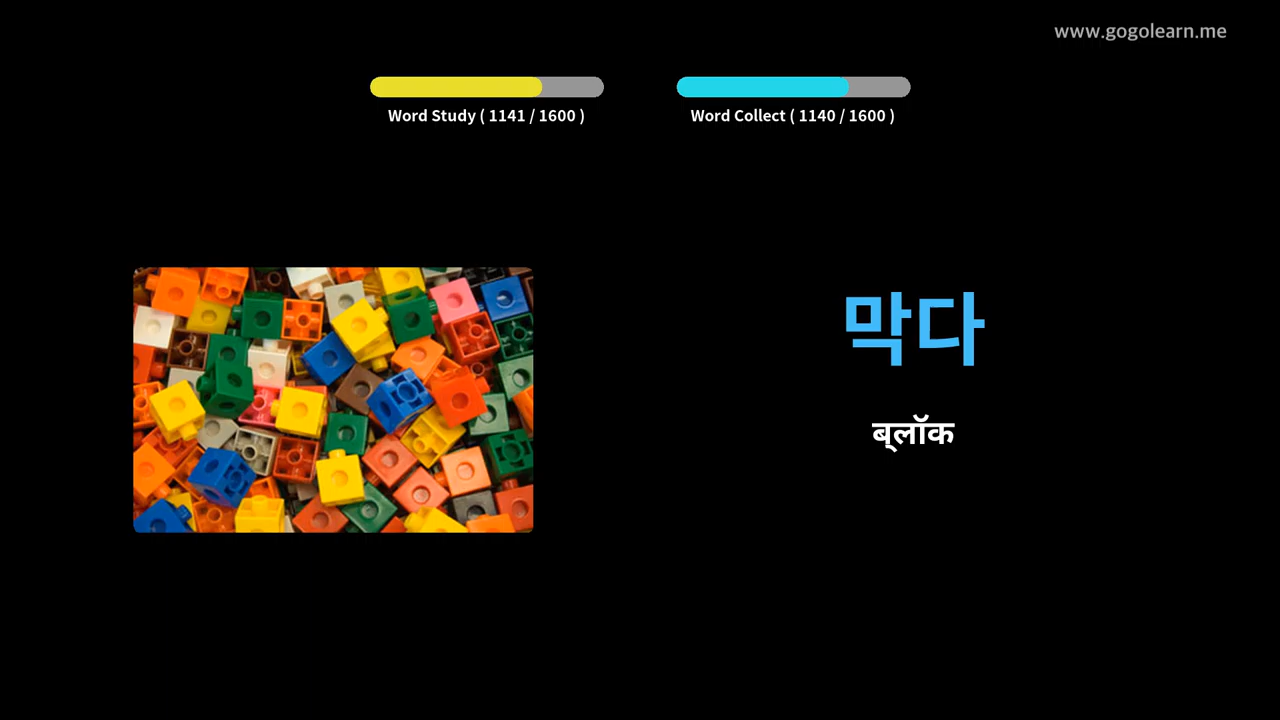 www.gogolearn.me
Word Study ( 1141 / 1600 )
Word Collect ( 1140 / 1600 )
막다
ब्लॉक